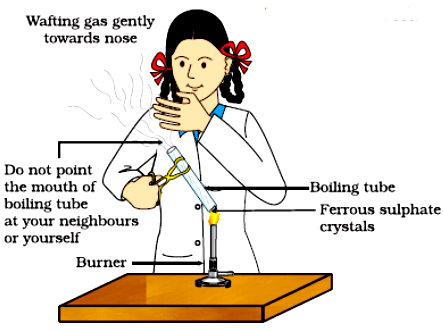 Wafting gas gently
towards nose
Do not point
the mouth of
boiling tube
at your neighbours
or yourself
Boiling tube
Ferrous sulphate
crystals
Burner